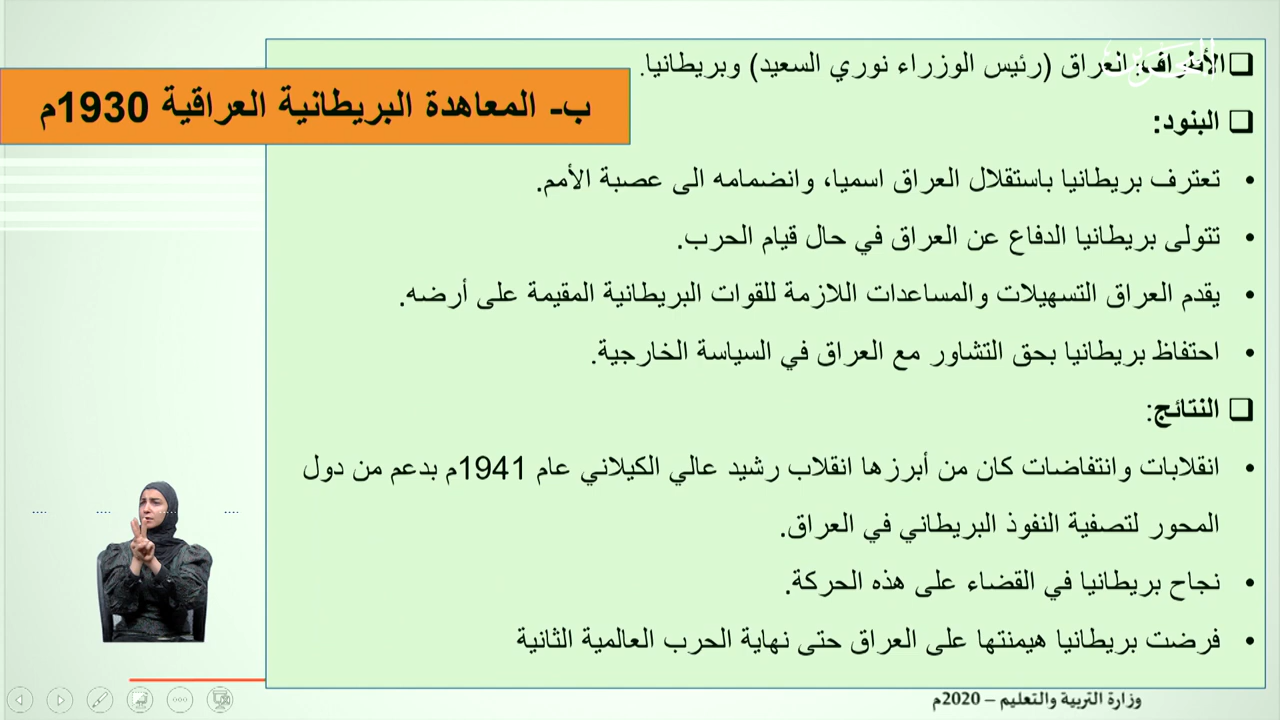 ب- المعاهدة البريطانية العراقية 1930م
الأطراف: العراق (رئيس الوزراء نوري السعيد) وبريطانيا.
البنود:
تعترف بريطانيا باستقلال العراق اسميا، وانضمامه الى عصبة الأمم.
تتولى بريطانيا الدفاع عن العراق في حال قيام الحرب.
يقدم العراق التسهيلات والمساعدات اللازمة للقوات البريطانية المقيمة على أرضه.
احتفاظ بريطانيا بحق التشاور مع العراق في السياسة الخارجية.
النتائج:
انقلابات وانتفاضات كان من أبرزها انقلاب رشيد عالي الكيلاني عام 1941م بدعم من دول
المحور لتصفية النفوذ البريطاني في العراق.
نجاح بريطانيا في القضاء على هذه الحركة.
فرضت بريطانيا هيمنتها على العراق حتى نهاية الحرب العالمية الثانية
وزارة التربية والتعليم – 2020م